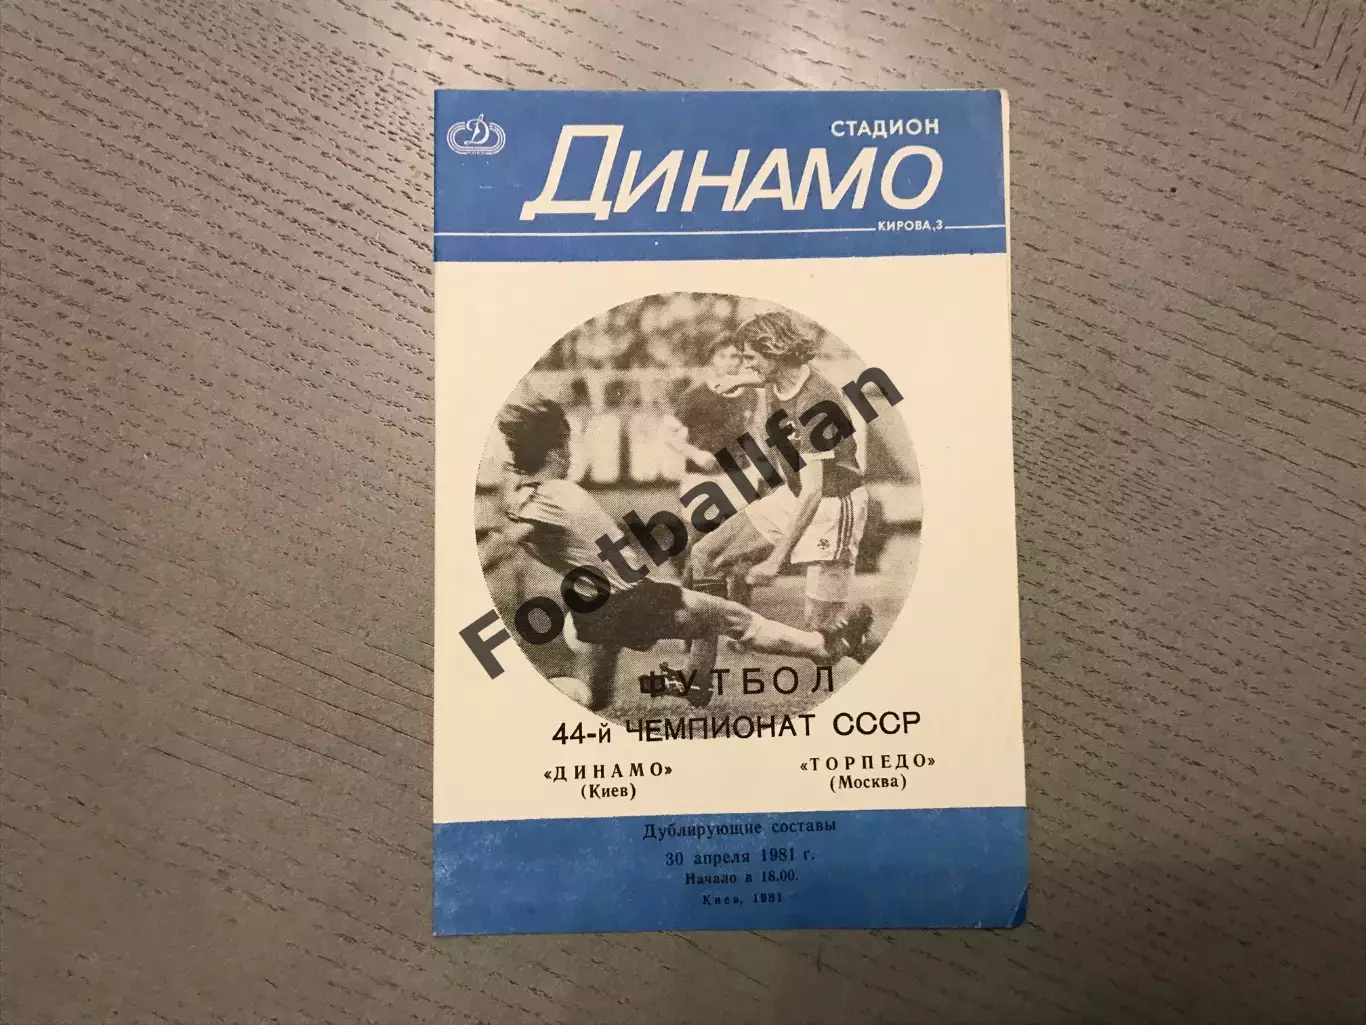 СТАДИОН
ДИНАМО
КИРОВА,3
Footballfan
ФУТБОЛ
44-й ЧЕМПИОНАТ СССР
«ДИНАМО» «ТОРПЕДО»
(Киев) (Москва)
Дублирующие составы
30 апреля 1981 г.
Начало в 18.00.
Киев, 1981